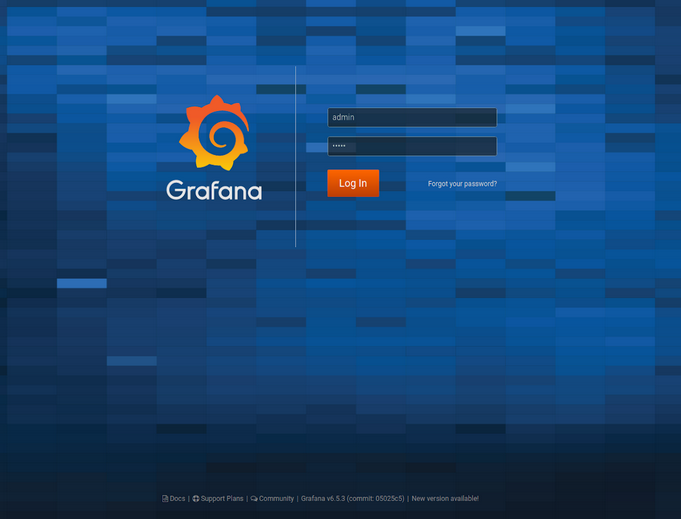 admin
•••••
Log In
Forgot your password?
Grafana
Docs | Support Plans | Community | Grafana v6.5.3 (commit: 05025c5) | New version available!